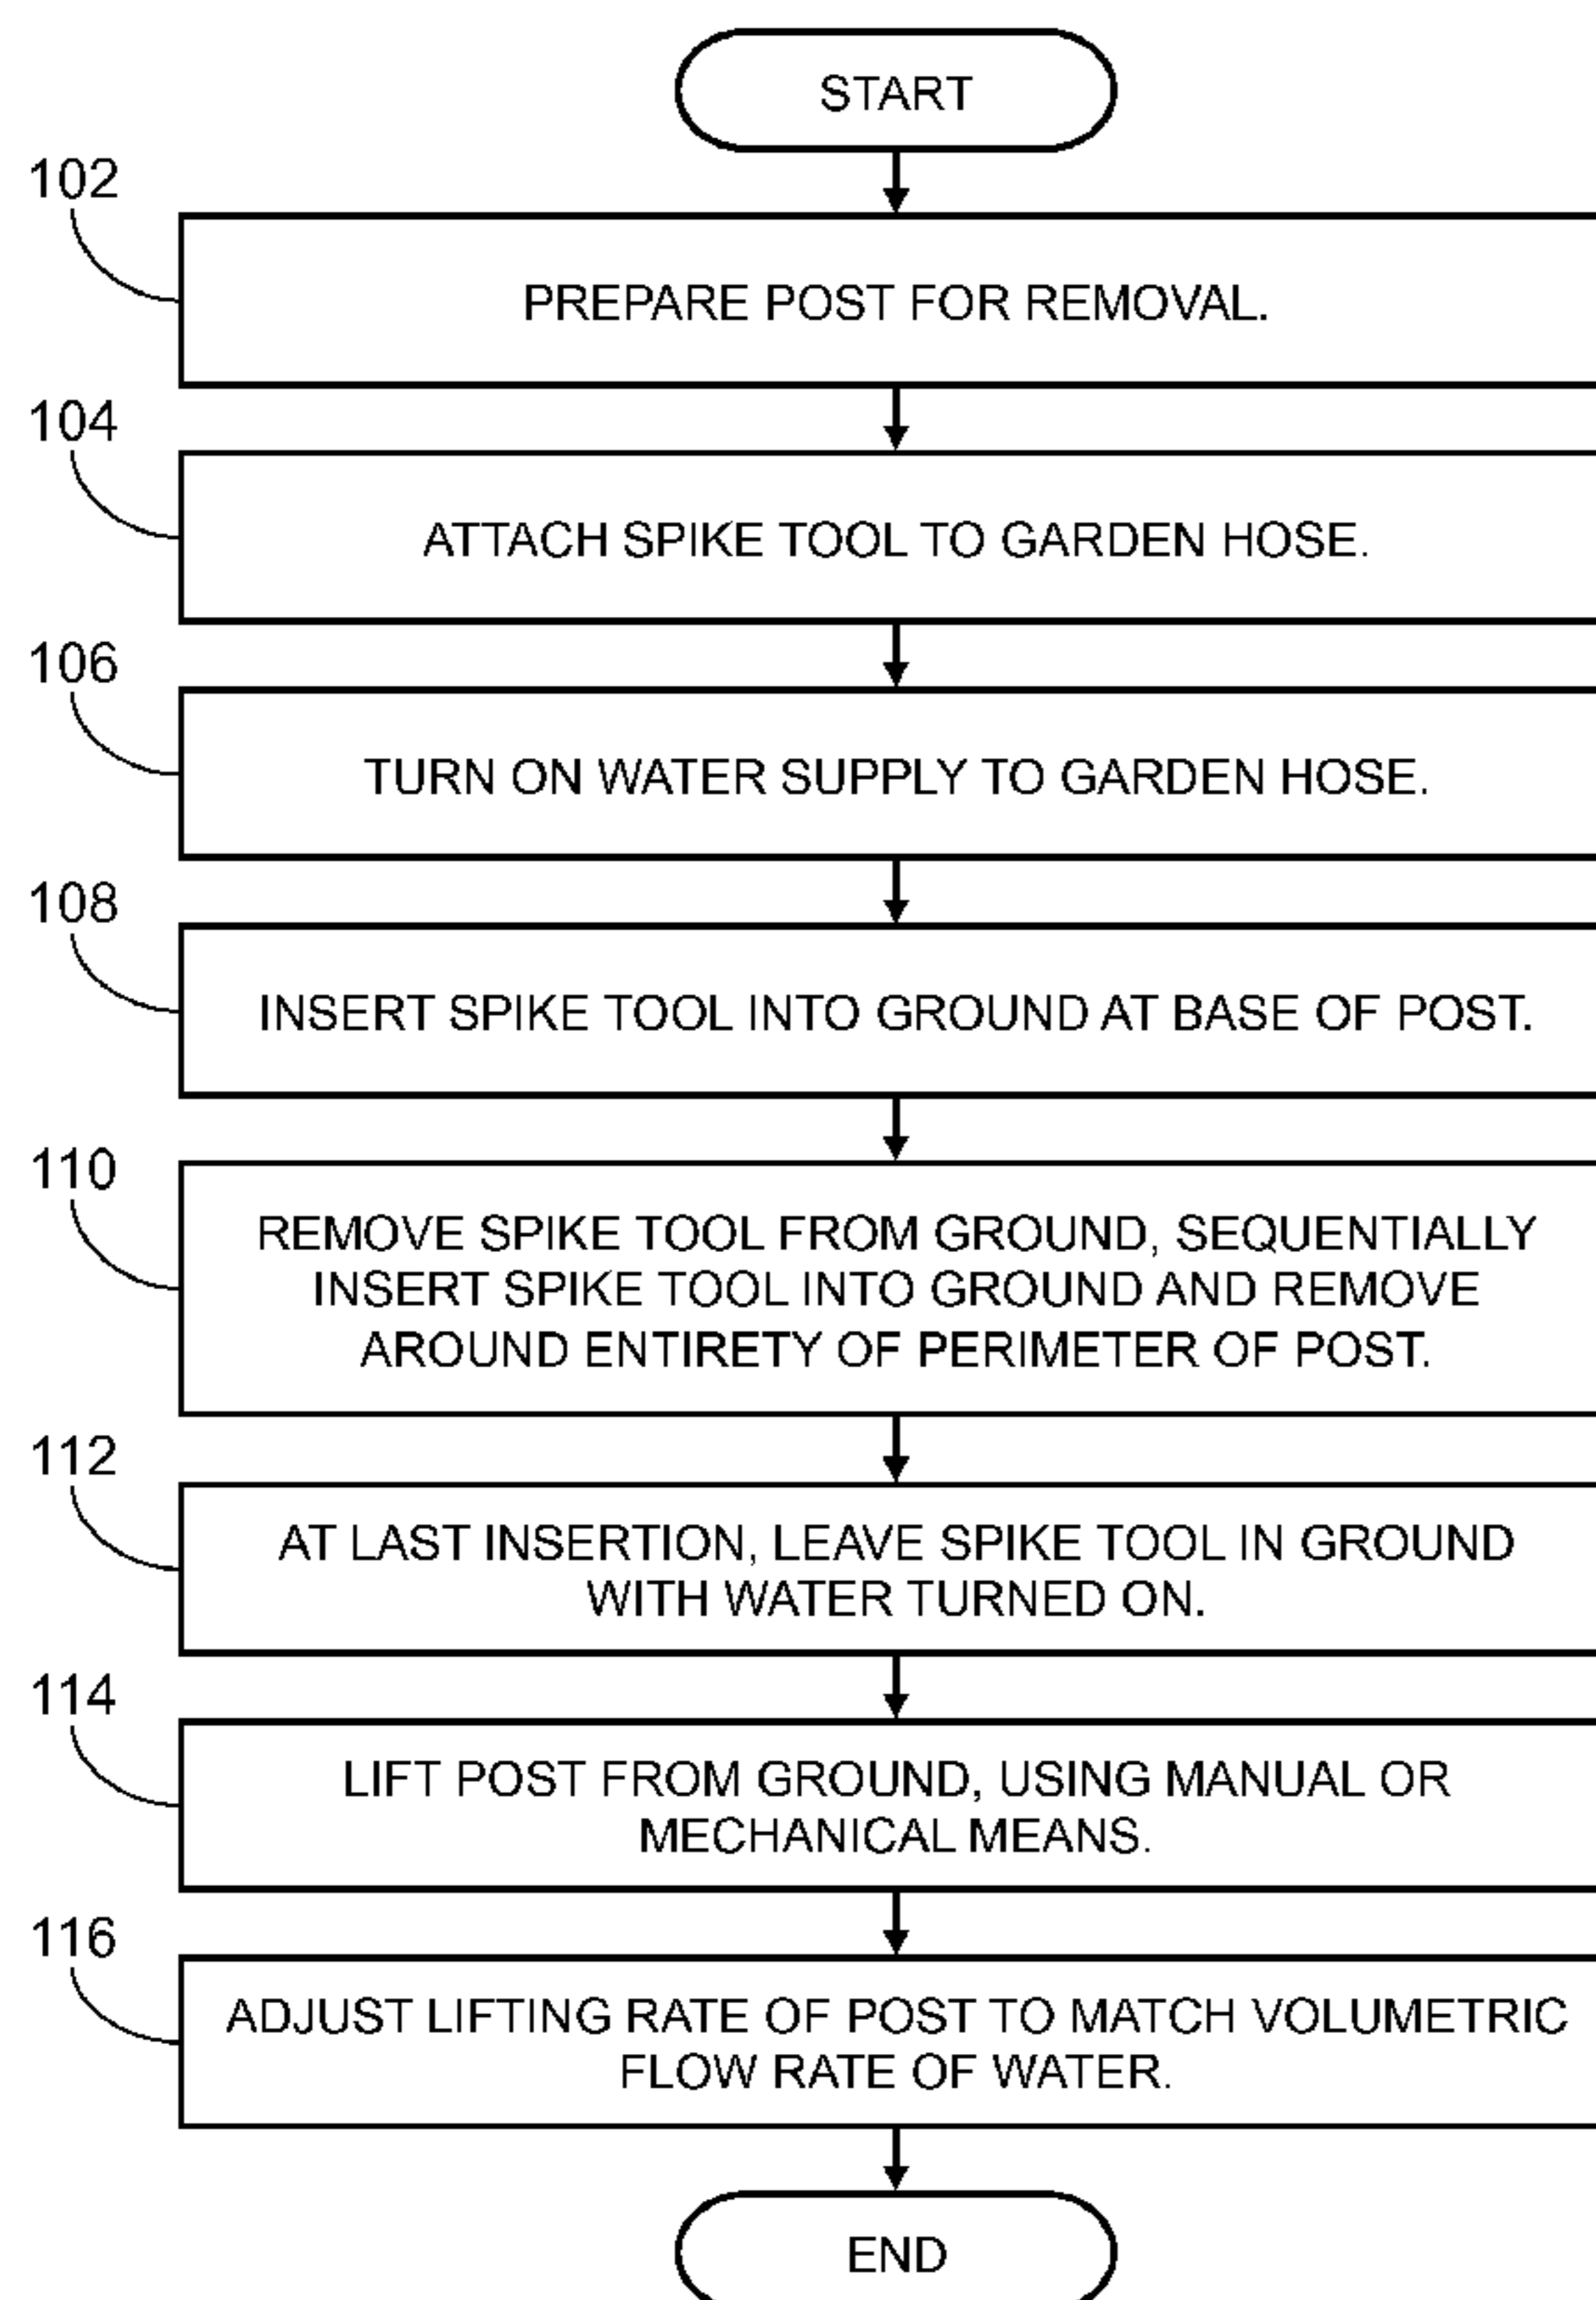 START
102
PREPARE POST FOR REMOVAL.
104
ATTACH SPIKE TOOL TO GARDEN HOSE.
106
TURN ON WATER SUPPLY TO GARDEN HOSE.
108
INSERT SPIKE TOOL INTO GROUND AT BASE OF POST.
110
REMOVE SPIKE TOOL FROM GROUND, SEQUENTIALLY
INSERT SPIKE TOOL INTO GROUND AND REMOVE
AROUND ENTIRETY OF PERIMETER OF POST.
112
AT LAST INSERTION, LEAVE SPIKE TOOL IN GROUND
WITH WATER TURNED ON.
114
LIFT POST FROM GROUND, USING MANUAL OR
MECHANICAL MEANS.
116
ADJUST LIFTING RATE OF POST TO MATCH VOLUMETRIC
FLOW RATE OF WATER.
END